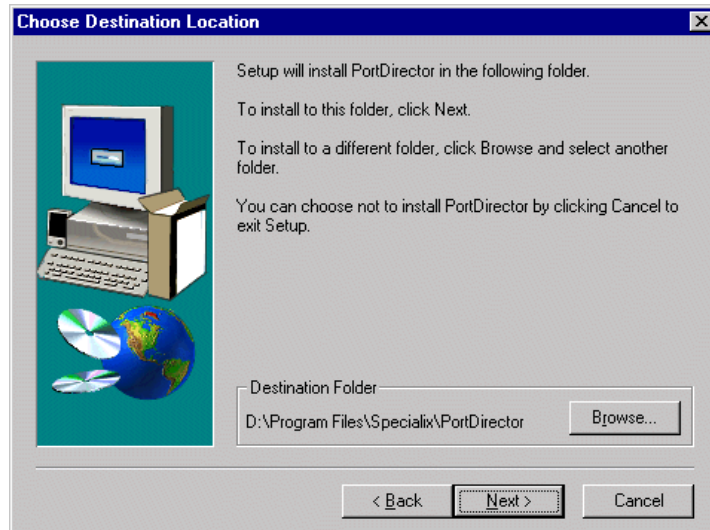 Choose Destination Location
Setup will install PortDirector in the following folder.
To install to this folder, click Next.
To install to a different folder, click Browse and select another
folder.
You can choose not to install PortDirector by clicking Cancel to
exit Setup.
Destination Folder
D:\Program Files\Specialix\PortDirector
Browse...
< Back
Next >
Cancel